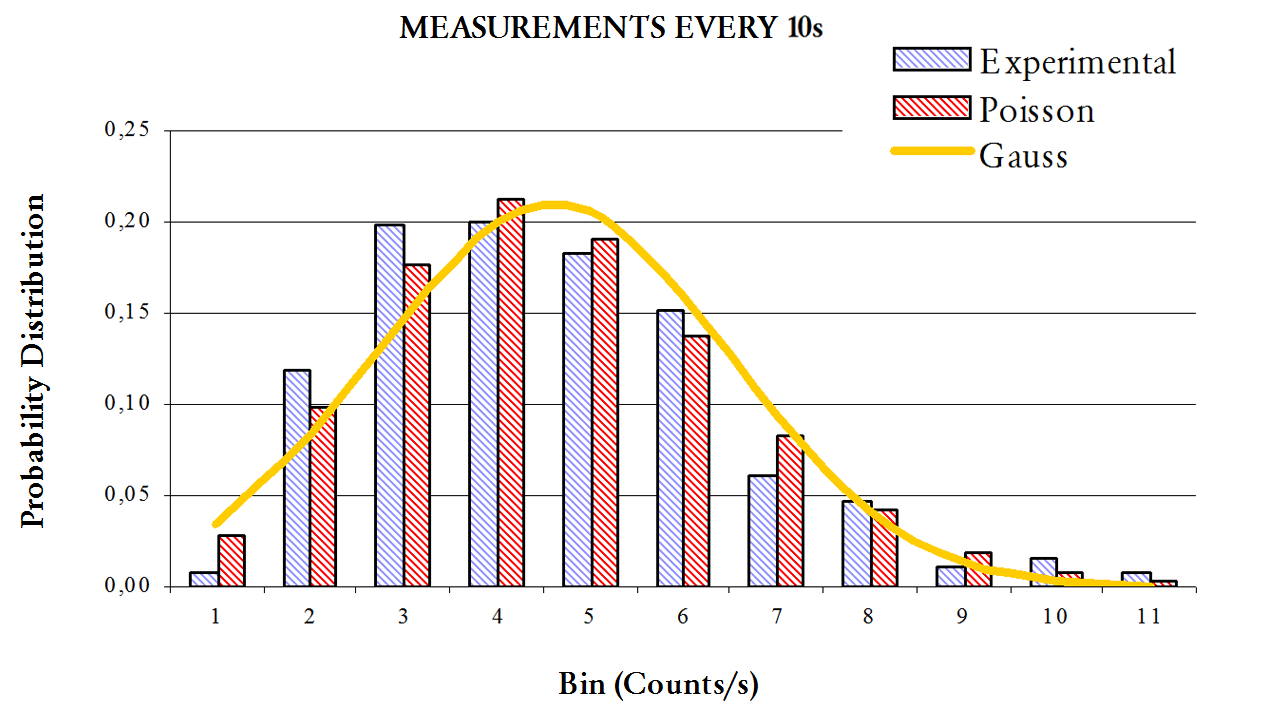 MEASUREMENTS EVERY 10s
Experimental
Poisson
Gauss
0,25
0,20
0,15
0,10
0,05
0,00
Probability Distribution
1 2 3 4 5 6 7 8 9 10 11
Bin (Counts/s)